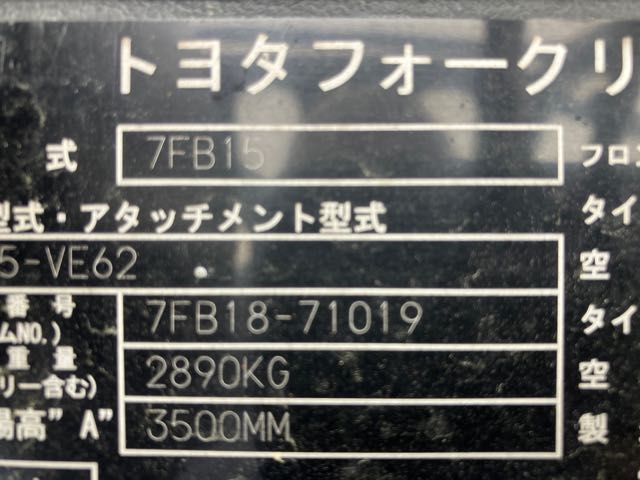 トヨタフォークリ
式 7FB15 フロン
型式・アタッチメント型式 タイ
5-VE62 空
番号 7FB18-71019 タイ
ムNO.)
重量 2890KG 空
リー含む)
揚高"A" 3500MM 製